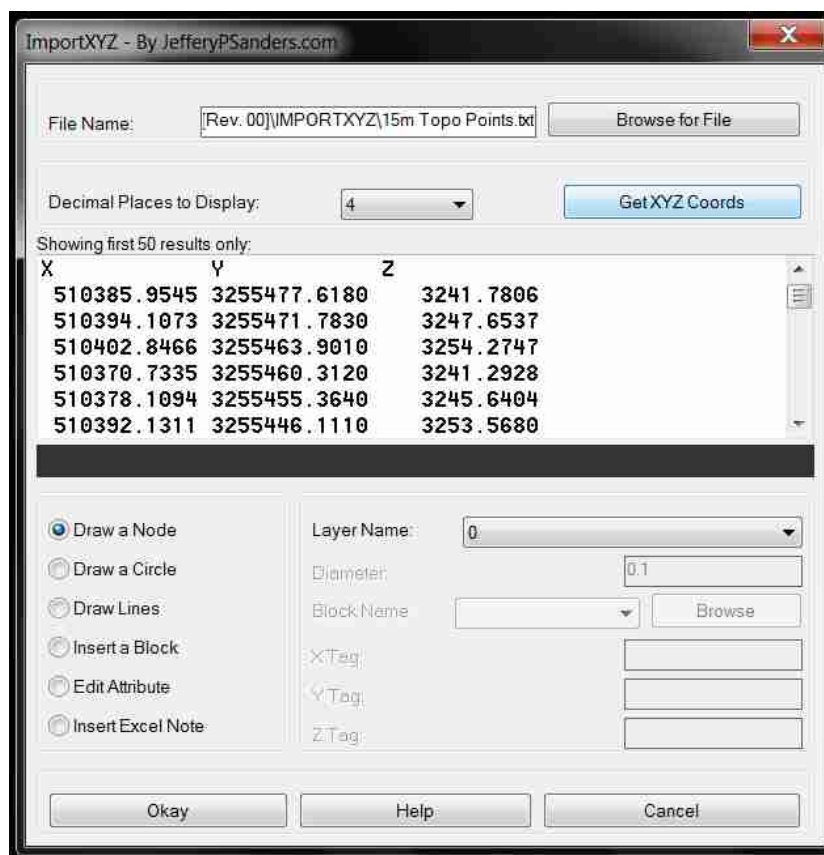 ImportXYZ - By JefferyPSanders.com
File Name: [Rev. 00]\IMPORTXYZ\15m Topo Points.txt Browse for File
Decimal Places to Display: 4 Get XYZ Coords
Showing first 50 results only:
X Y Z
510385.9545 3255477.6180 3241.7806
510394.1073 3255471.7830 3247.6537
510402.8466 3255463.9010 3254.2747
510370.7335 3255460.3120 3241.2928
510378.1094 3255455.3640 3245.6404
510392.1311 3255446.1110 3253.5680
Draw a Node
Draw a Circle
Draw Lines
Insert a Block
Edit Attribute
Insert Excel Note
Layer Name: 0
Diameter: 0.1
Block Name Browse
X Tag:
Y Tag:
Z Tag:
Okay Help Cancel